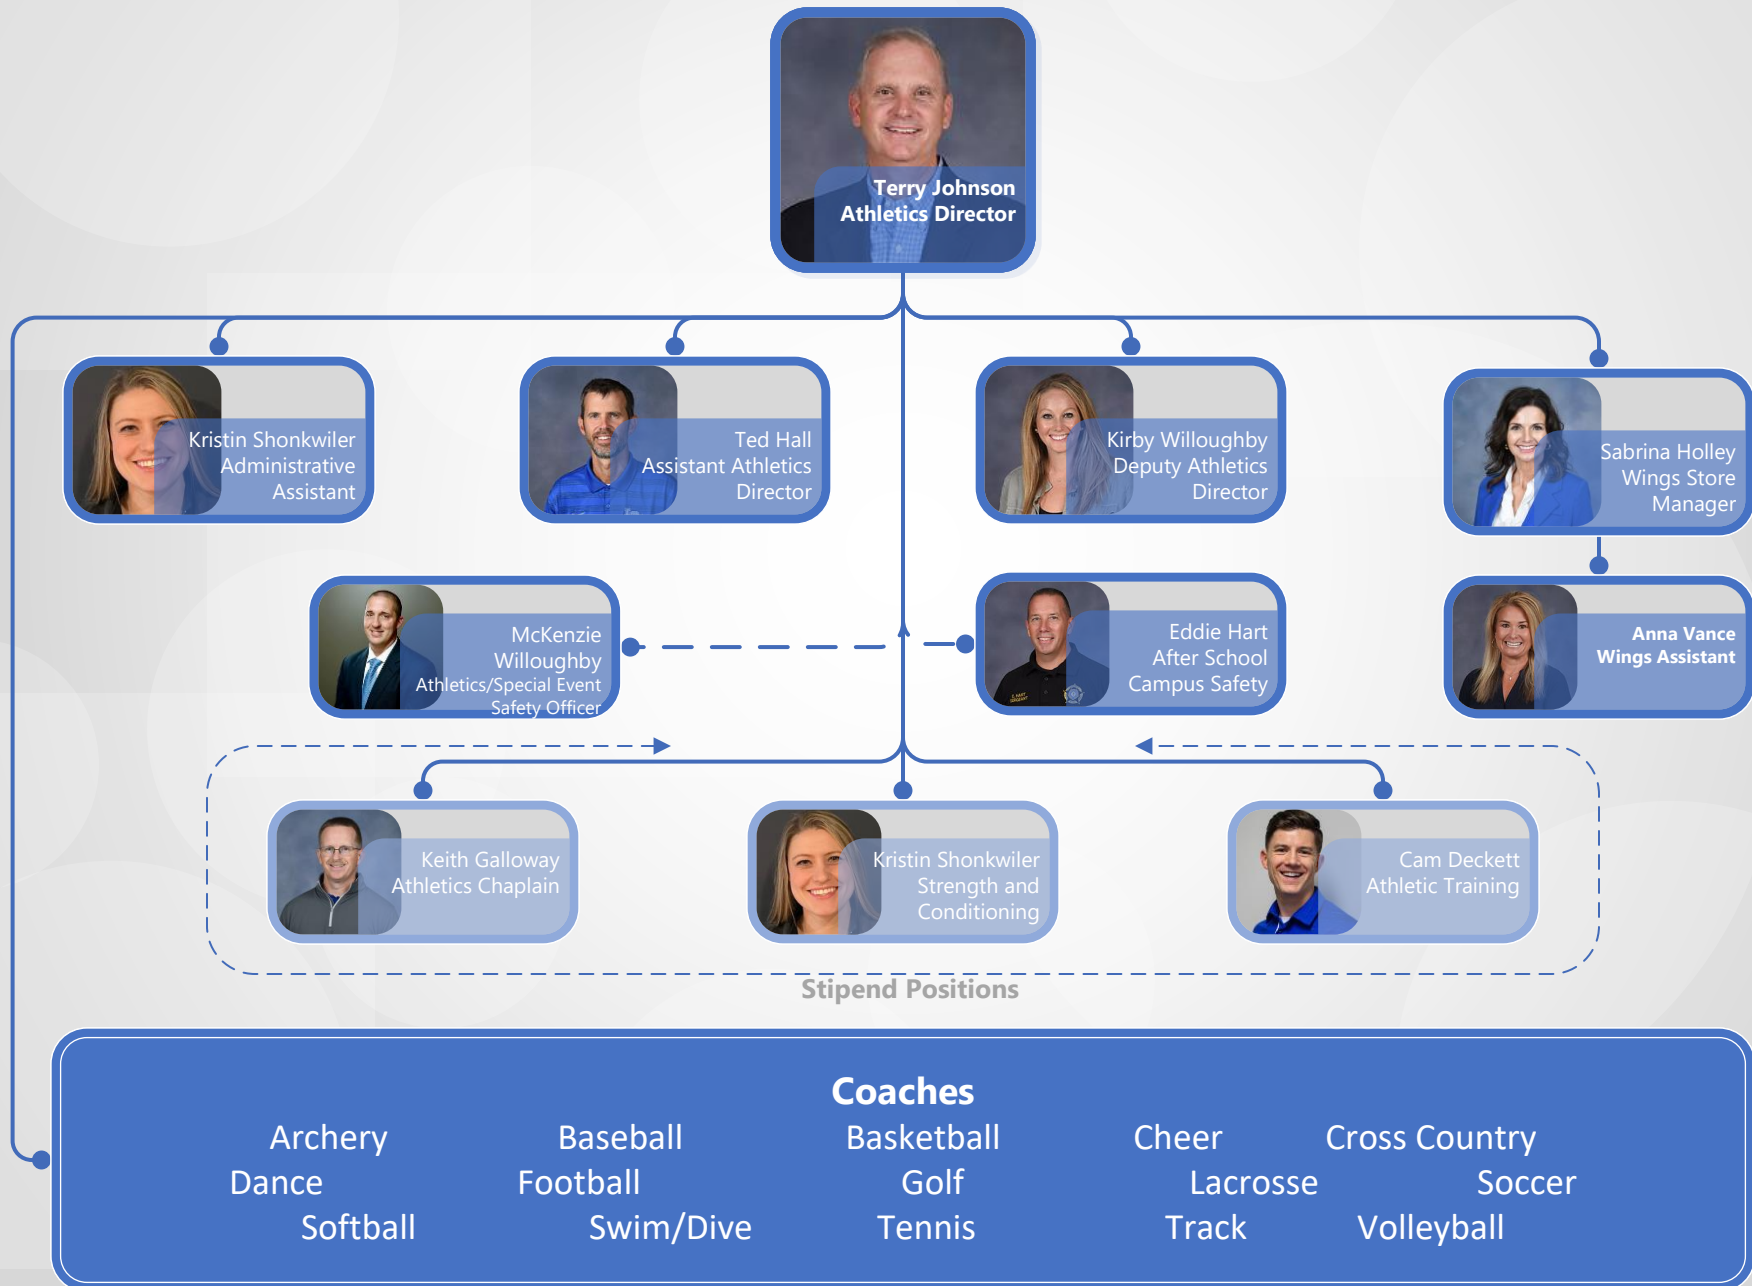 Terry Johnson
Athletics Director
Kristin Shonkwiler
Administrative
Assistant
Ted Hall
Assistant Athletics
Director
Kirby Willoughby
Deputy Athletics
Director
Sabrina Holley
Wings Store
Manager
McKenzie
Willoughby
Athletics/Special Event
Safety Officer
Eddie Hart
After School
Campus Safety
Anna Vance
Wings Assistant
Keith Galloway
Athletics Chaplain
Kristin Shonkwiler
Strength and
Conditioning
Cam Deckett
Athletic Training
Stipend Positions
Coaches
Archery Baseball Basketball Cheer Cross Country
Dance Football Golf Lacrosse Soccer
Softball Swim/Dive Tennis Track Volleyball